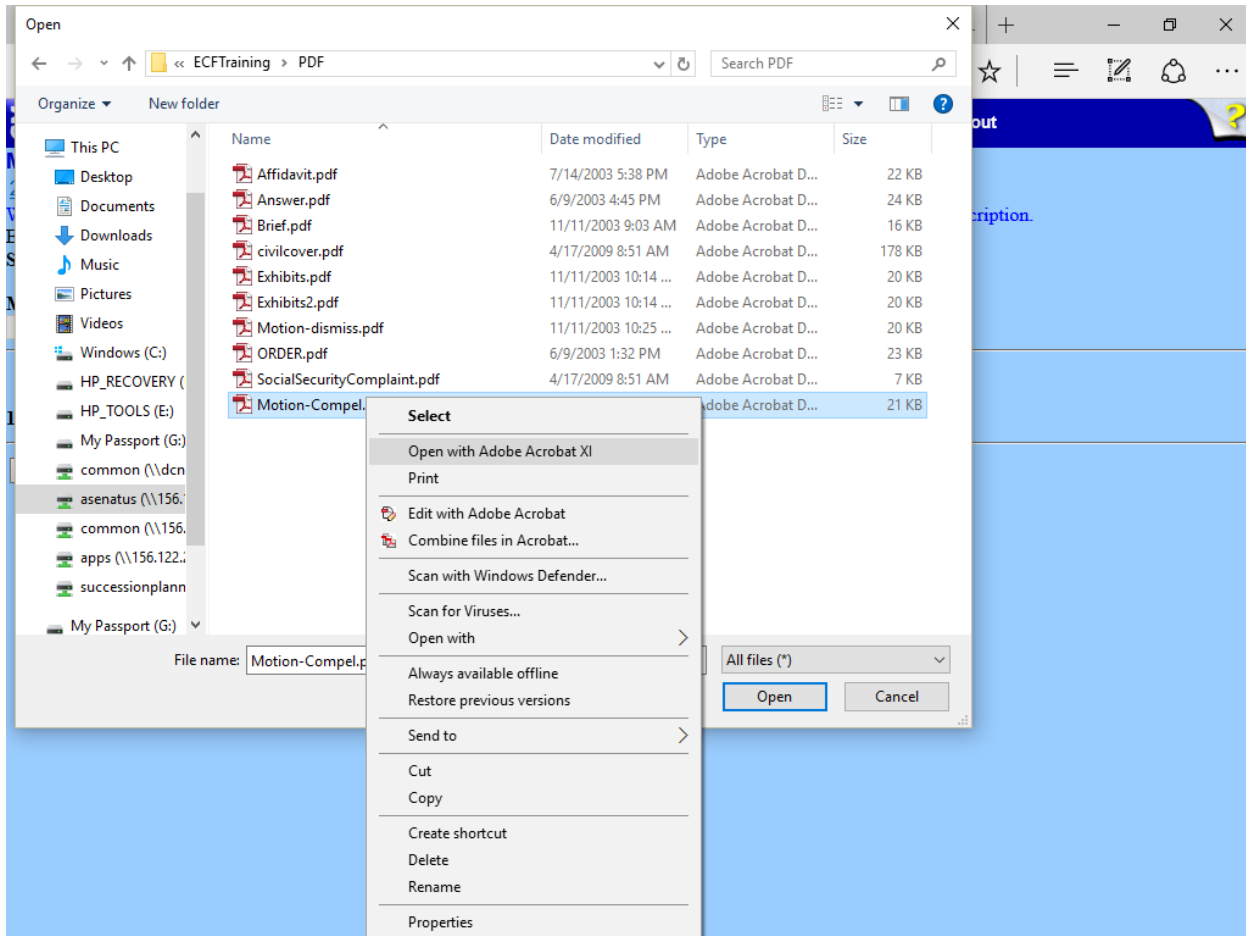 Open
« ECFTraining > PDF
Search PDF
Organize
New folder
?
out
?
Name
Date modified
Type
Size
This PC
Desktop
Documents
Downloads
Music
Pictures
Videos
Windows (C:)
HP_RECOVERY (
HP_TOOLS (E:)
My Passport (G:)
common (\\dcn
asenatus (\\156.
common (\\156.
apps (\\156.122.
successionplann
My Passport (G:)
Affidavit.pdf 7/14/2003 5:38 PM Adobe Acrobat D... 22 KB
Answer.pdf 6/9/2003 4:45 PM Adobe Acrobat D... 24 KB
Brief.pdf 11/11/2003 9:03 AM Adobe Acrobat D... 16 KB
civilcover.pdf 4/17/2009 8:51 AM Adobe Acrobat D... 178 KB
Exhibits.pdf 11/11/2003 10:14 ... Adobe Acrobat D... 20 KB
Exhibits2.pdf 11/11/2003 10:14 ... Adobe Acrobat D... 20 KB
Motion-dismiss.pdf 11/11/2003 10:25 ... Adobe Acrobat D... 20 KB
ORDER.pdf 6/9/2003 1:32 PM Adobe Acrobat D... 23 KB
SocialSecurityComplaint.pdf 4/17/2009 8:51 AM Adobe Acrobat D... 7 KB
Motion-Compel. Adobe Acrobat D... 21 KB
cription.
Select
Open with Adobe Acrobat XI
Print
Edit with Adobe Acrobat
Combine files in Acrobat...
Scan with Windows Defender...
Scan for Viruses...
Open with
Always available offline
Restore previous versions
Send to
Cut
Copy
Create shortcut
Delete
Rename
Properties
File name: Motion-Compel.p
All files (*)
Open
Cancel